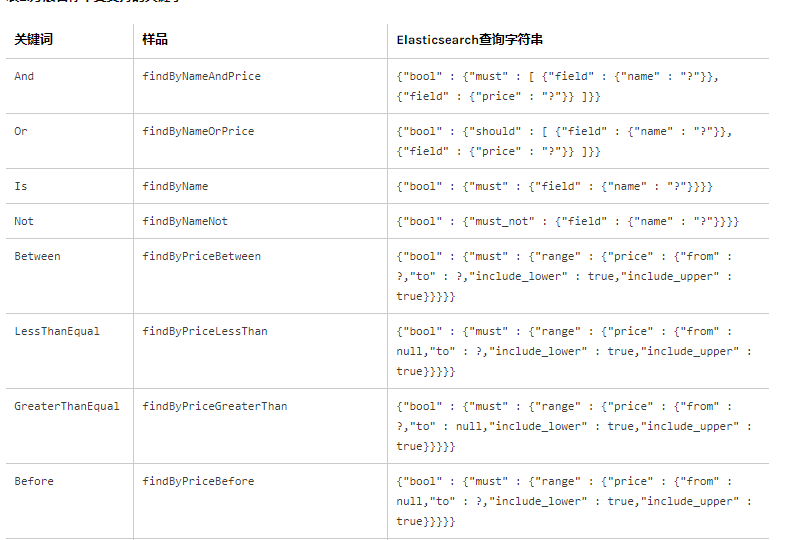 关键词 样品 Elasticsearch查询字符串
And findByNameAndPrice {"bool" : {"must" : [ {"field" : {"name" : "?"}},
{"field" : {"price" : "?"}} ]}}
Or findByNameOrPrice {"bool" : {"should" : [ {"field" : {"name" : "?"}},
{"field" : {"price" : "?"}} ]}}
Is findByName {"bool" : {"must" : {"field" : {"name" : "?"}}}}
Not findByNameNot {"bool" : {"must_not" : {"field" : {"name" : "?"}}}}
Between findByPriceBetween {"bool" : {"must" : {"range" : {"price" : {"from" :
?,"to" : ?,"include_lower" : true,"include_upper" :
true}}}}}
LessThanEqual findByPriceLessThan {"bool" : {"must" : {"range" : {"price" : {"from" :
null,"to" : ?,"include_lower" : true,"include_upper" :
true}}}}}
GreaterThanEqual findByPriceGreaterThan {"bool" : {"must" : {"range" : {"price" : {"from" :
?,"to" : null,"include_lower" : true,"include_upper" :
true}}}}}
Before findByPriceBefore {"bool" : {"must" : {"range" : {"price" : {"from" :
null,"to" : ?,"include_lower" : true,"include_upper" :
true}}}}}